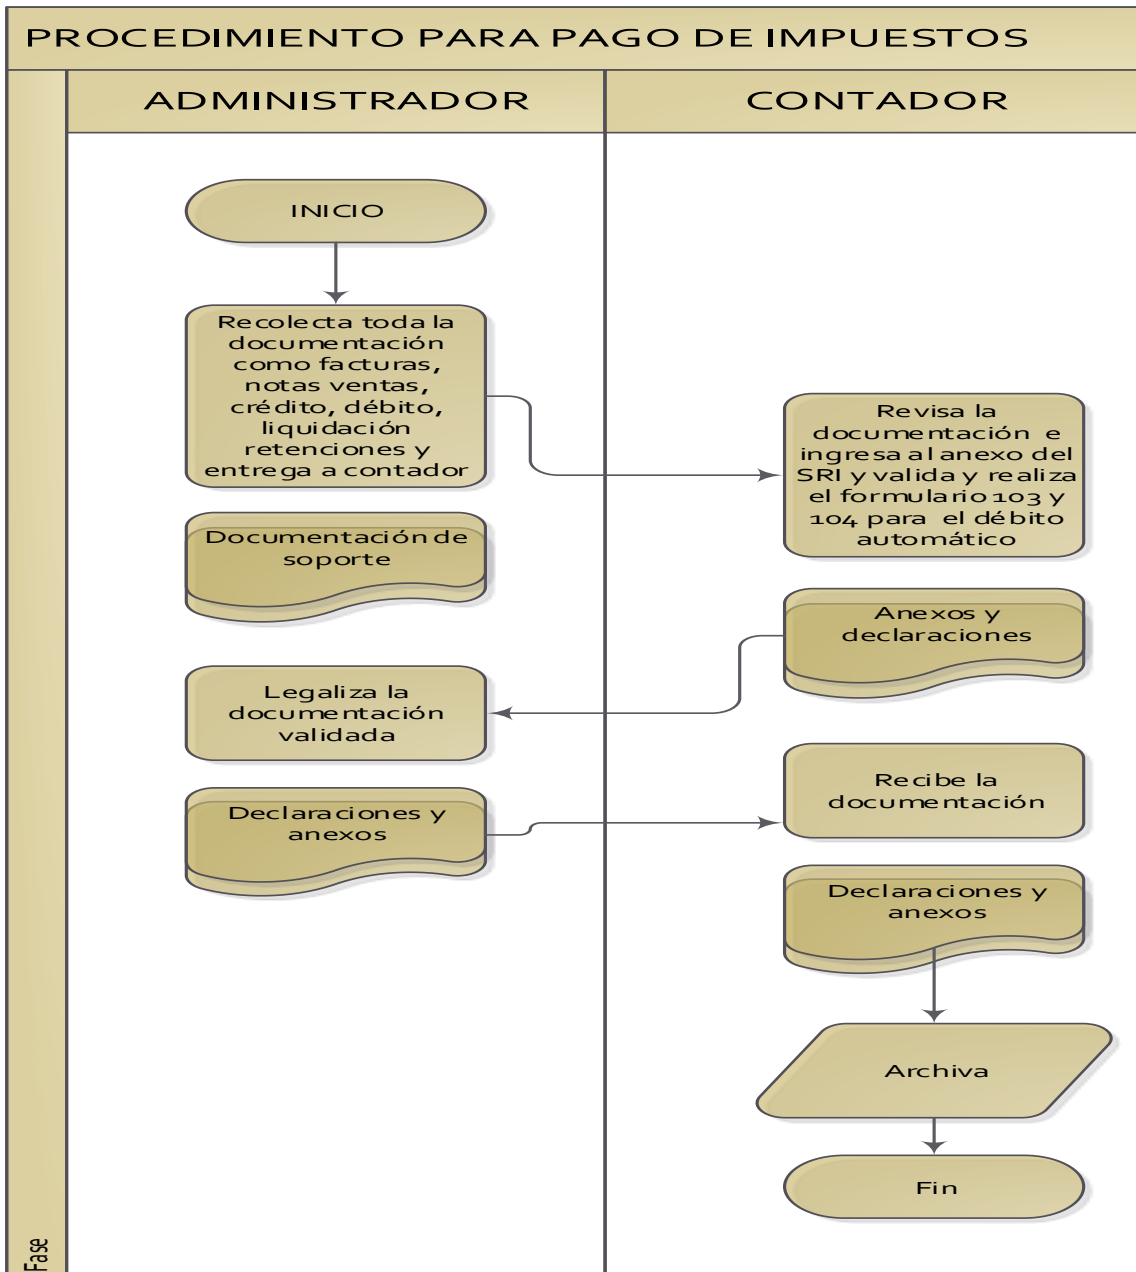 PROCEDIMIENTO PARA PAGO DE IMPUESTOS
ADMINISTRADOR
CONTADOR
INICIO
Recolecta toda la
documentación
como facturas,
notas ventas,
crédito, débito,
liquidación
retenciones y
entrega a contador
Revisa la
documentación e
ingresa al anexo del
SRI y valida y realiza
el formulario 103 y
104 para el débito
automático
Documentación de
soporte
Anexos y
declaraciones
Legaliza la
documentación
validada
Recibe la
documentación
Declaraciones y
anexos
Declaraciones y
anexos
Archiva
Fin
Fase